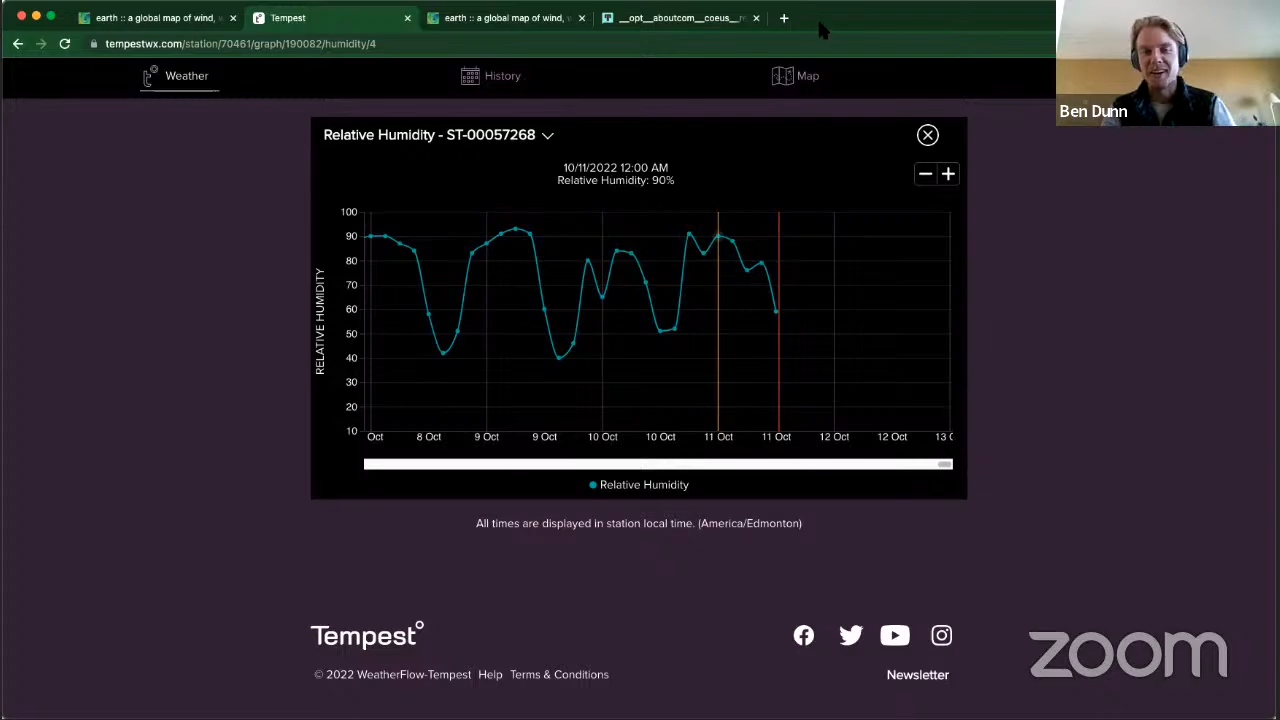 earth :: a global map of wind, w
Tempest
earth :: a global map of wind,
__opt__aboutcom__coeus__re
tempestwx.com/station/70461/graph/190082/humidity/4
Weather
History
Map
Ben Dunn
Relative Humidity - ST-00057268
10/11/2022 12:00 AM
Relative Humidity: 90%
RELATIVE HUMIDITY
100
90
80
70
60
50
40
30
20
10
Oct 8 Oct 9 Oct 9 Oct 10 Oct 10 Oct 11 Oct 11 Oct 12 Oct 12 Oct 13 O
Relative Humidity
All times are displayed in station local time. (America/Edmonton)
Tempest
© 2022 WeatherFlow-Tempest Help Terms & Conditions
Newsletter
zoom